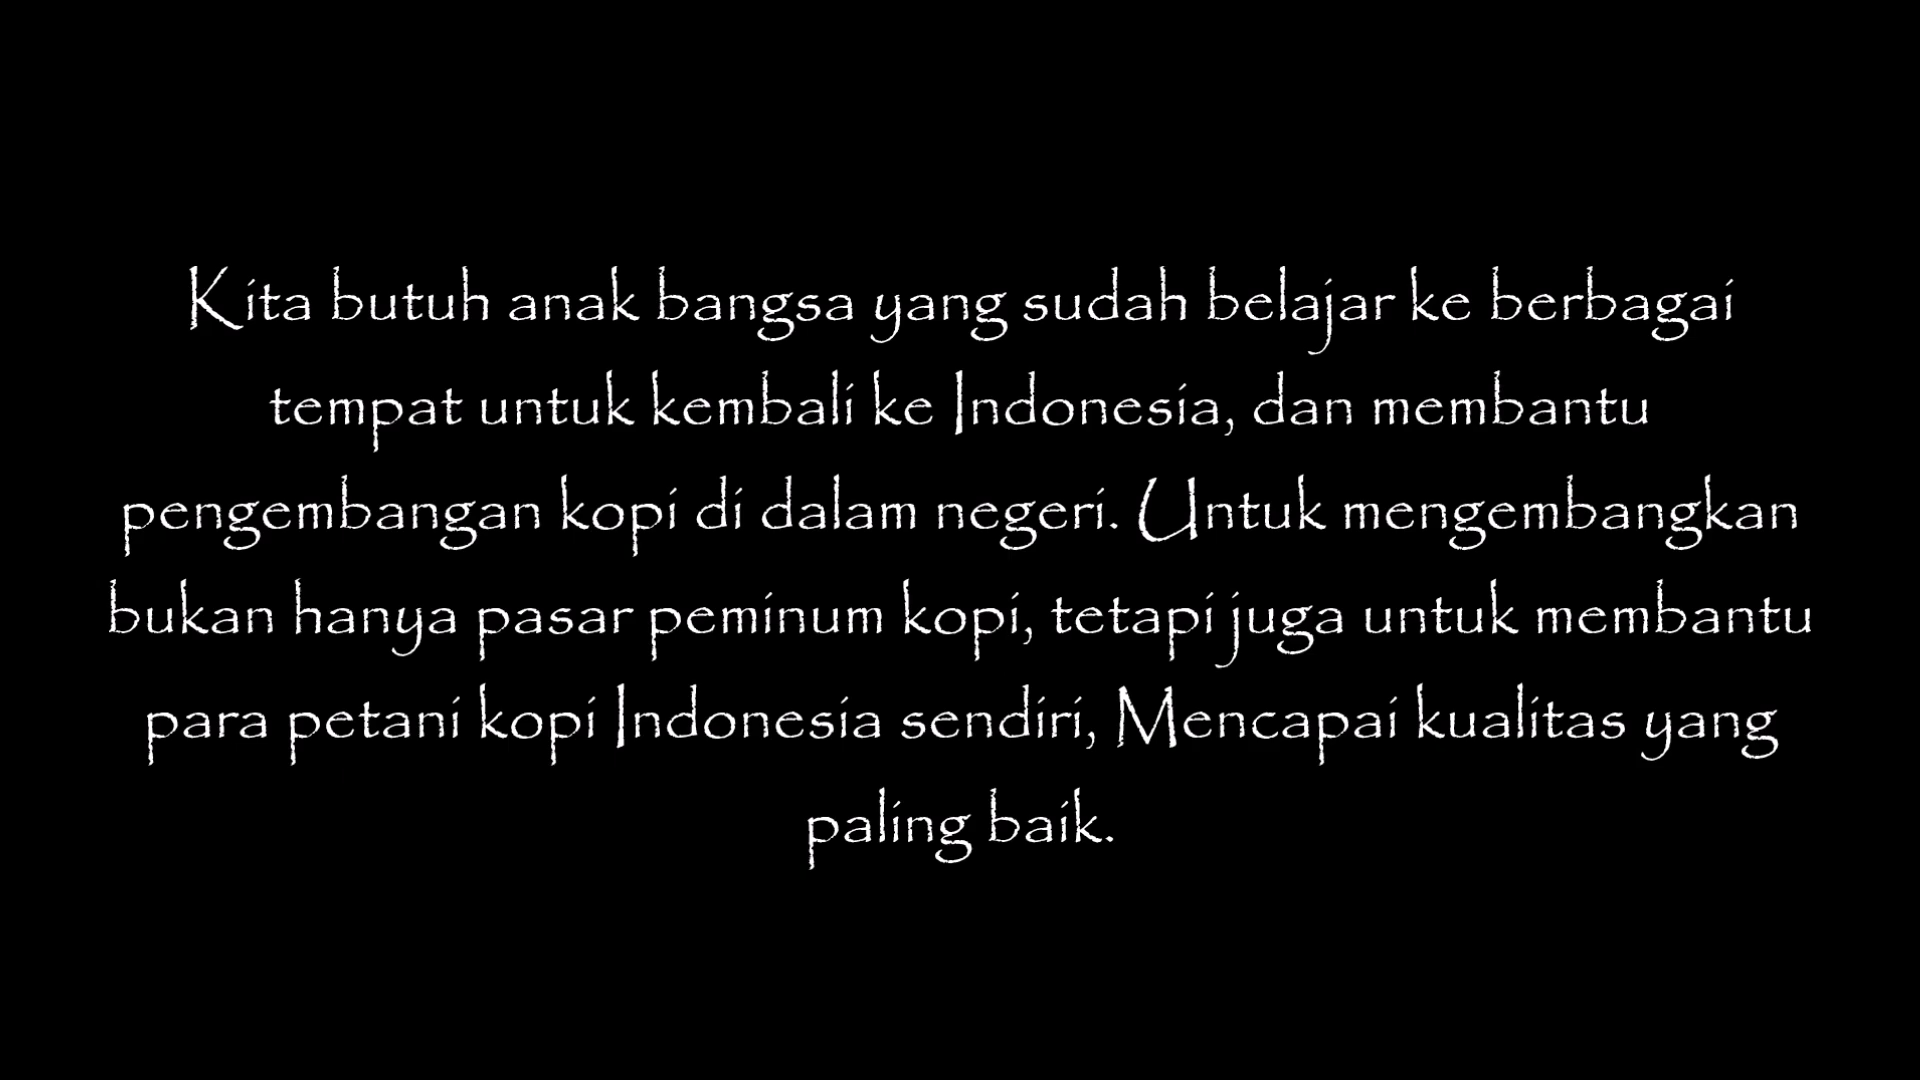 Kita butuh anak bangsa yang sudah belajar ke berbagai
tempat untuk kembali ke Indonesia, dan membantu
pengembangan kopi di dalam negeri. Untuk mengembangkan
bukan hanya pasar peminum kopi, tetapi juga untuk membantu
para petani kopi Indonesia sendiri, Mencapai kualitas yang
paling baik.